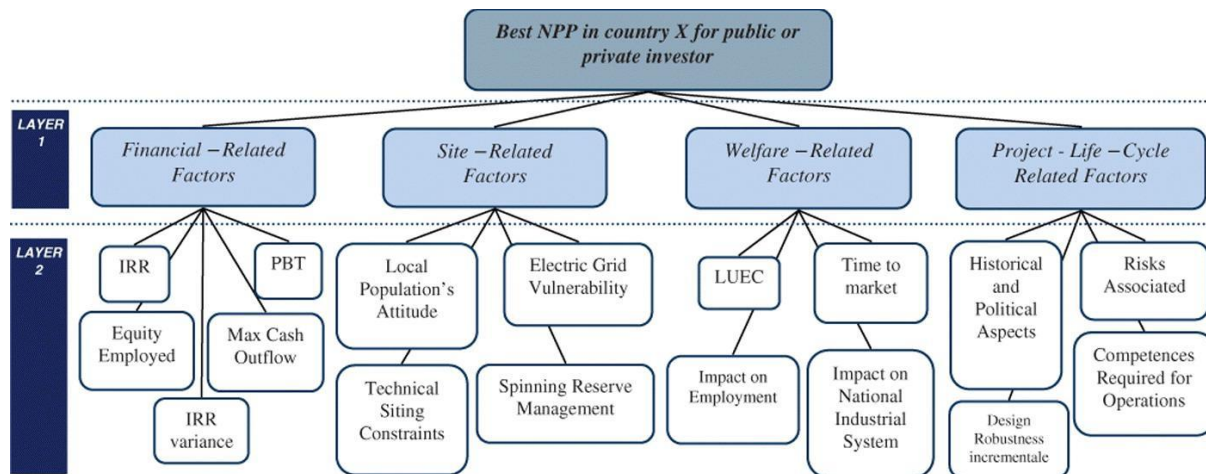 Best NPP in country X for public or
private investor
LAYER
1
Financial –Related
Factors
Site –Related
Factors
Welfare –Related
Factors
Project - Life –Cycle
Related Factors
LAYER
2
IRR
PBT
Equity
Employed
Max Cash
Outflow
IRR
variance
Local
Population's
Attitude
Electric Grid
Vulnerability
Technical
Siting
Constraints
Spinning Reserve
Management
LUEC
Time to
market
Impact on
Employment
Impact on
National
Industrial
System
Historical
and
Political
Aspects
Risks
Associated
Design
Robustness
incrementale
Competences
Required for
Operations